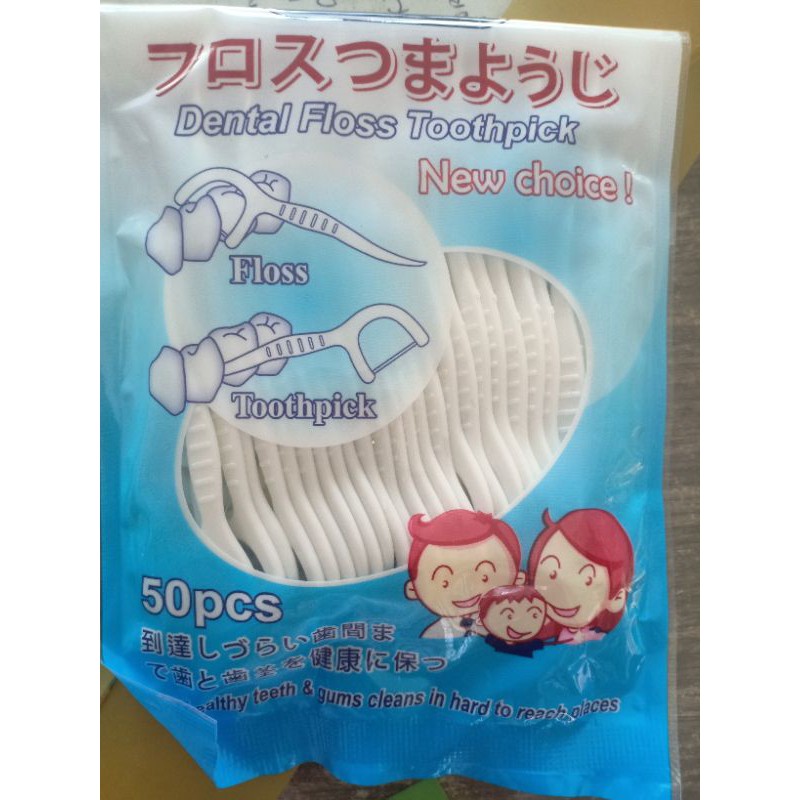 フロスつまようじ
Dental Floss Toothpick
New choice!
Floss
Toothpick
50pcs
到達しづらい歯間ま
で歯と歯茎を健康に保っ
teeth & gums cleans in hard to reach places